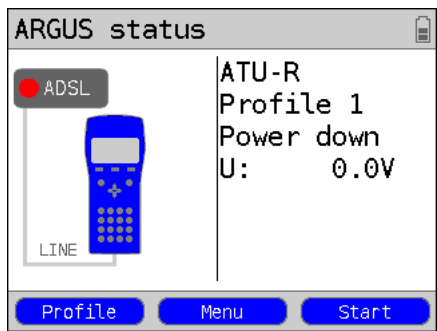 ARGUS status
ADSL
LINE
ATU-R
Profile 1
Power down
U: 0.0V
Profile
Menu
Start